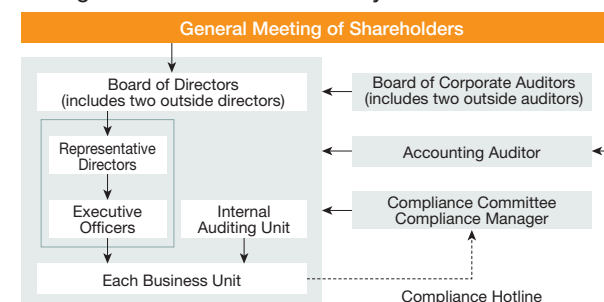 General Meeting of Shareholders
Board of Directors
(includes two outside directors)
Board of Corporate Auditors
(includes two outside auditors)
Representative
Directors
Accounting Auditor
Executive
Officers
Internal
Auditing Unit
Compliance Committee
Compliance Manager
Each Business Unit
Compliance Hotline